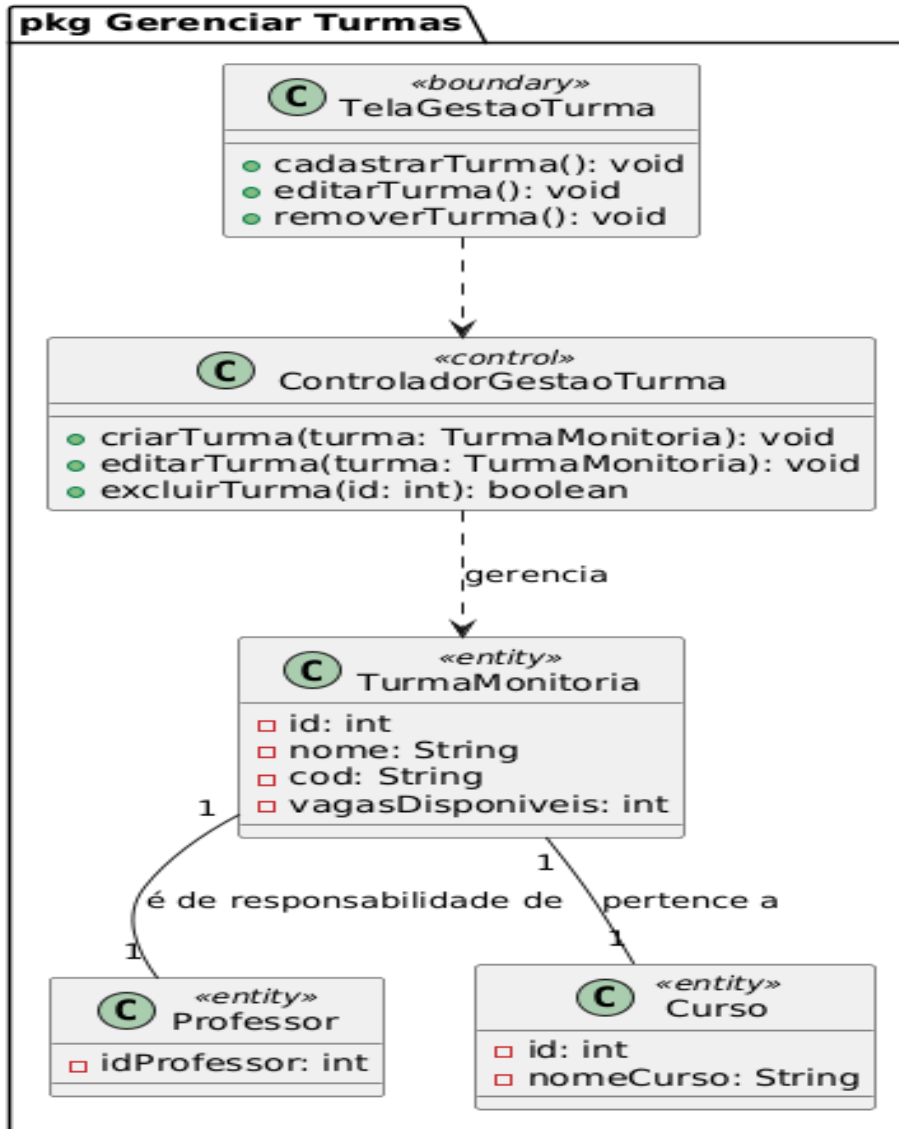 pkg Gerenciar Turmas
C
«boundary»
TelaGestaoTurma
cadastrarTurma(): void
editarTurma(): void
removerTurma(): void
C
«control»
ControladorGestaoTurma
criarTurma(turma: TurmaMonitoria): void
editarTurma(turma: TurmaMonitoria): void
excluirTurma(id: int): boolean
gerencia
C
«entity»
TurmaMonitoria
id: int
nome: String
cod: String
vagasDisponiveis: int
1
1
é de responsabilidade de
pertence a
1
1
C
«entity»
Professor
idProfessor: int
C
«entity»
Curso
id: int
nomeCurso: String